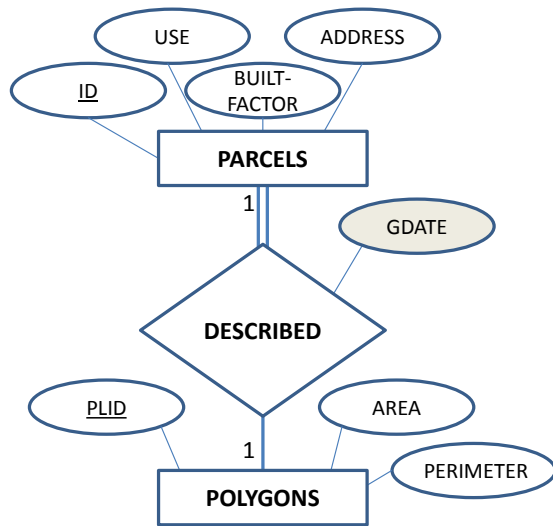 USE
ADDRESS
ID
BUILT-
FACTOR
PARCELS
1
GDATE
DESCRIBED
PLID
AREA
1
PERIMETER
POLYGONS